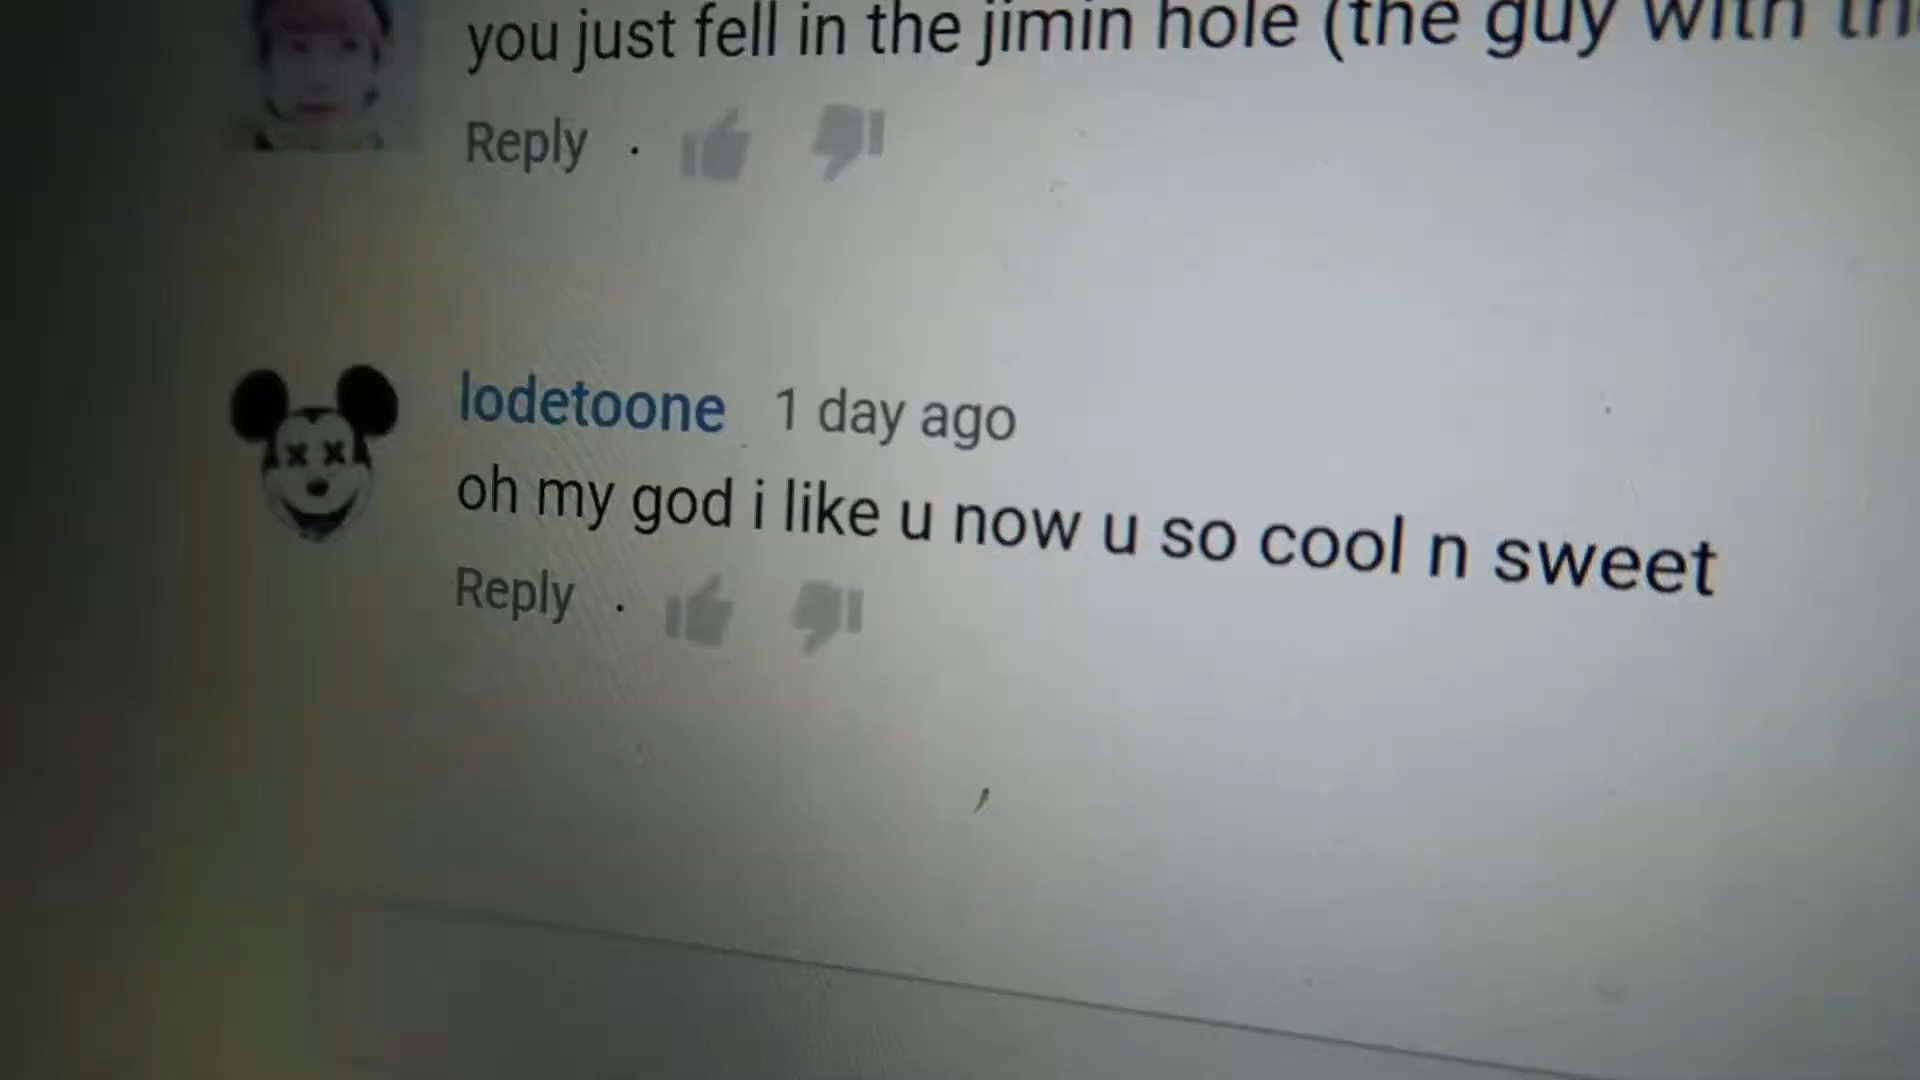 you just fell in the jimin hole (the guy with
Reply ·
lodetoone 1 day ago
oh my god i like u now u so cool n sweet
Reply ·